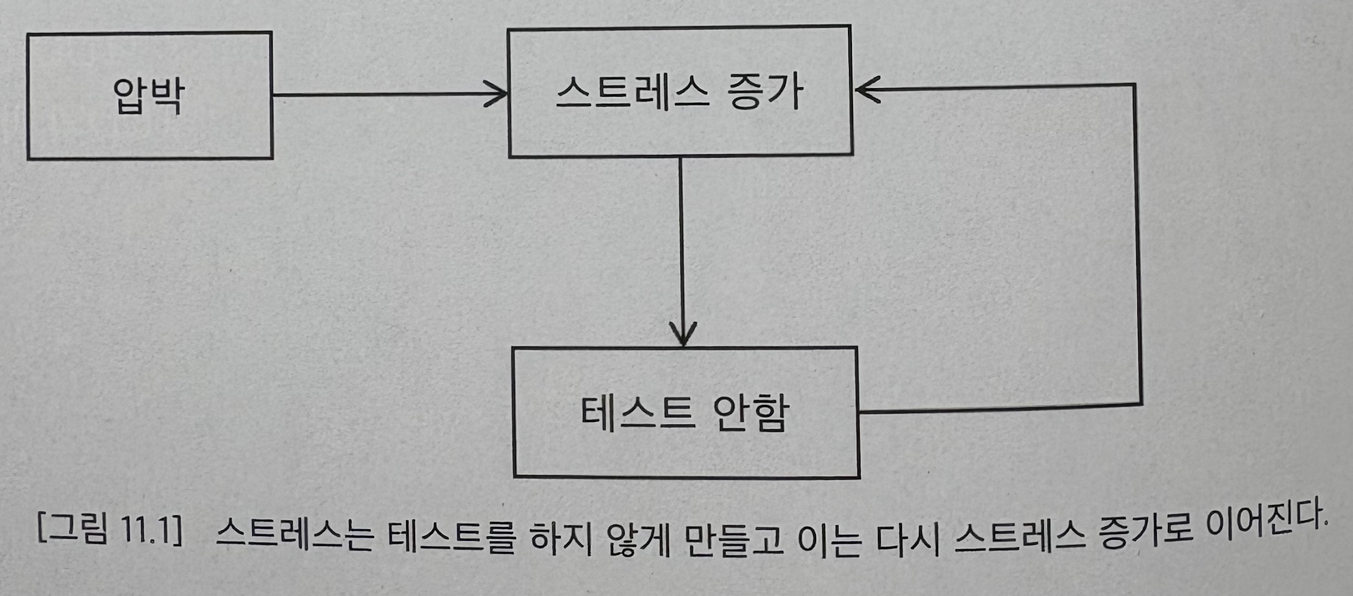 압박
스트레스 증가
테스트 안함
[그림 11.1] 스트레스는 테스트를 하지 않게 만들고 이는 다시 스트레스 증가로 이어진다.